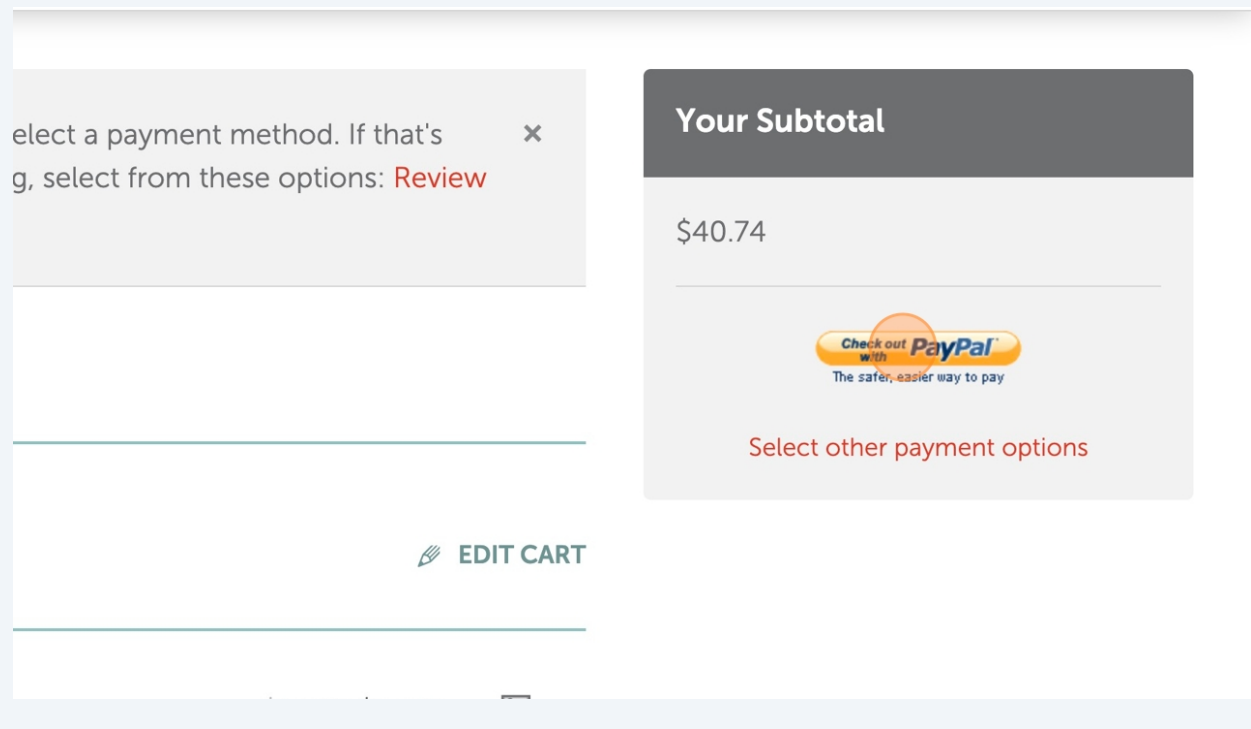 elect a payment method. If that's
g, select from these options: Review
Your Subtotal
$40.74
Check out
with
PayPal
The safer, easier way to pay
Select other payment options
EDIT CART